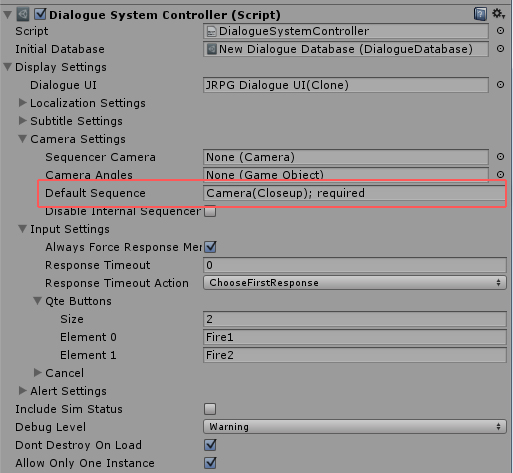 Dialogue System Controller (Script)
Script DialogueSystemController
Initial Database New Dialogue Database (DialogueDatabase)
Display Settings
Dialogue UI JRPG Dialogue UI(Clone)
Localization Settings
Subtitle Settings
Camera Settings
Sequencer Camera None (Camera)
Camera Angles None (Game Object)
Default Sequence Camera(Closeup); required
Disable Internal Sequencer
Input Settings
Always Force Response Mer
Response Timeout 0
Response Timeout Action ChooseFirstResponse
Qte Buttons
Size 2
Element 0 Fire1
Element 1 Fire2
Cancel
Alert Settings
Include Sim Status
Debug Level Warning
Dont Destroy On Load
Allow Only One Instance